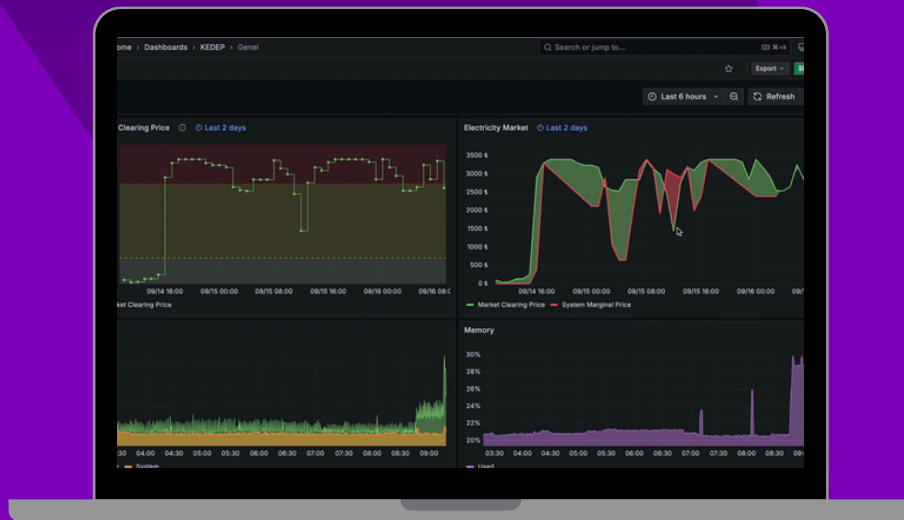 Dashboards › KEDEP › Genel
Search or jump to... ⌘+k
Export
Last 6 hours Refresh
Clearing Price Last 2 days
09/14 16:00 09/15 00:00 09/15 08:00 09/15 16:00 09/16 00:00
Clearing Price
Electricity Market Last 2 days
3500 ₺
3000 ₺
2500 ₺
2000 ₺
1500 ₺
1000 ₺
500 ₺
0 ₺
09/14 16:00 09/15 00:00 09/15 08:00 09/15 16:00 09/16 00:00
Market Clearing Price System Marginal Price
04:00 04:30 05:00 05:30 06:00 06:30 07:00 07:30 08:00 08:30 09:00
System
Memory
30%
28%
26%
24%
22%
20%
03:30 04:00 04:30 05:00 05:30 06:00 06:30 07:00 07:30 08:00 08:30
Used